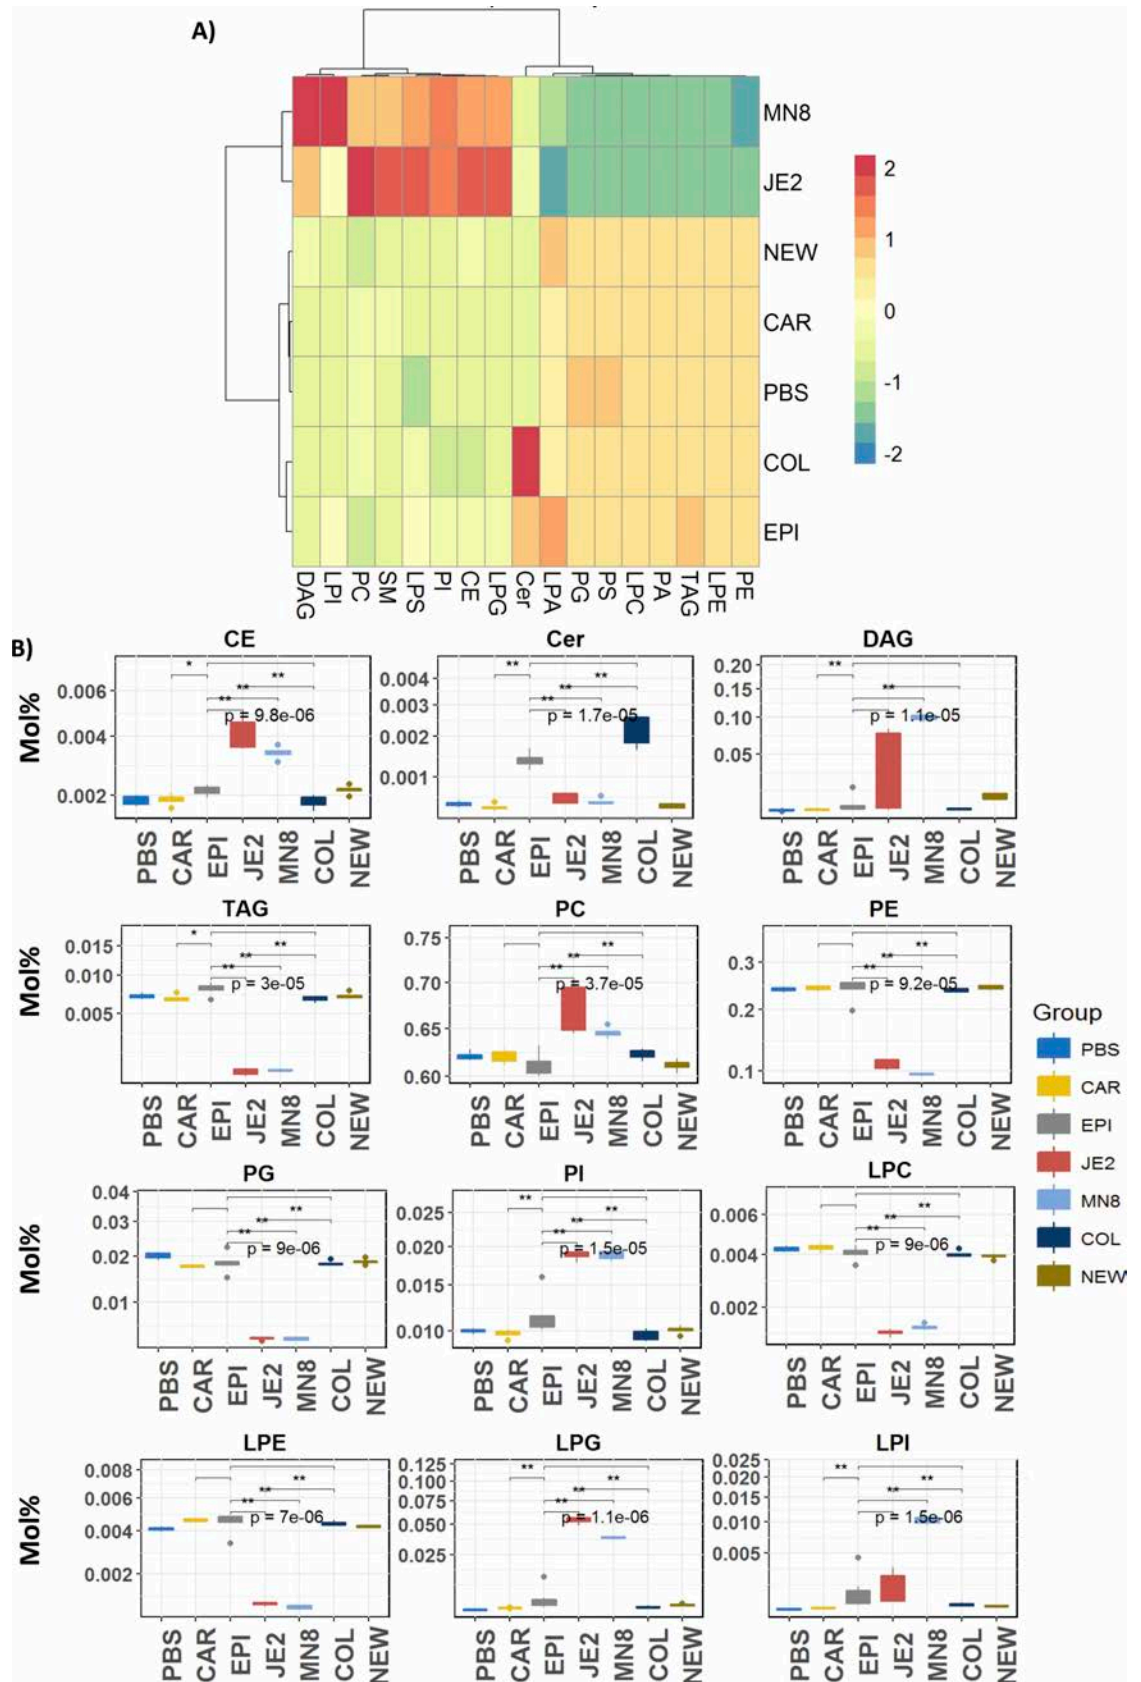 A)
MN8
JE2
NEW
CAR
PBS
COL
EPI
2
1
0
-1
-2
DAG LPI PC SM LPS PI CE LPG Cer LPA PG PS LPC PA TAG LPE PE
B)
CE Cer DAG
Mol%
0.006
0.004
0.002
* ** **
** p = 9.8e-06
PBS CAR EPI JE2 MN8 COL NEW
0.004
0.003
0.002
0.001
** ** **
** p = 1.7e-05
PBS CAR EPI JE2 MN8 COL NEW
0.20
0.15
0.10
0.05
** **
p = 1.1e-05
PBS CAR EPI JE2 MN8 COL NEW
TAG PC PE
Mol%
0.015
0.010
0.005
* ** **
** p = 3e-05
PBS CAR EPI JE2 MN8 COL NEW
0.75
0.70
0.65
0.60
** **
** p = 3.7e-05
PBS CAR EPI JE2 MN8 COL NEW
0.3
0.2
0.1
** **
** p = 9.2e-05
PBS CAR EPI JE2 MN8 COL NEW
Group
PBS
CAR
EPI
JE2
MN8
COL
NEW
PG PI LPC
Mol%
0.04
0.03
0.02
0.01
** **
** p = 9e-06
PBS CAR EPI JE2 MN8 COL NEW
0.025
0.020
0.015
0.010
** ** **
** p = 1.5e-05
PBS CAR EPI JE2 MN8 COL NEW
0.006
0.004
0.002
** **
** p = 9e-06
PBS CAR EPI JE2 MN8 COL NEW
LPE LPG LPI
Mol%
0.008
0.006
0.004
0.002
** **
** p = 7e-06
PBS CAR EPI JE2 MN8 COL NEW
0.125
0.100
0.075
0.050
0.025
** ** **
** p = 1.1e-06
PBS CAR EPI JE2 MN8 COL NEW
0.025
0.020
0.015
0.010
0.005
** ** **
p = 1.5e-06
PBS CAR EPI JE2 MN8 COL NEW